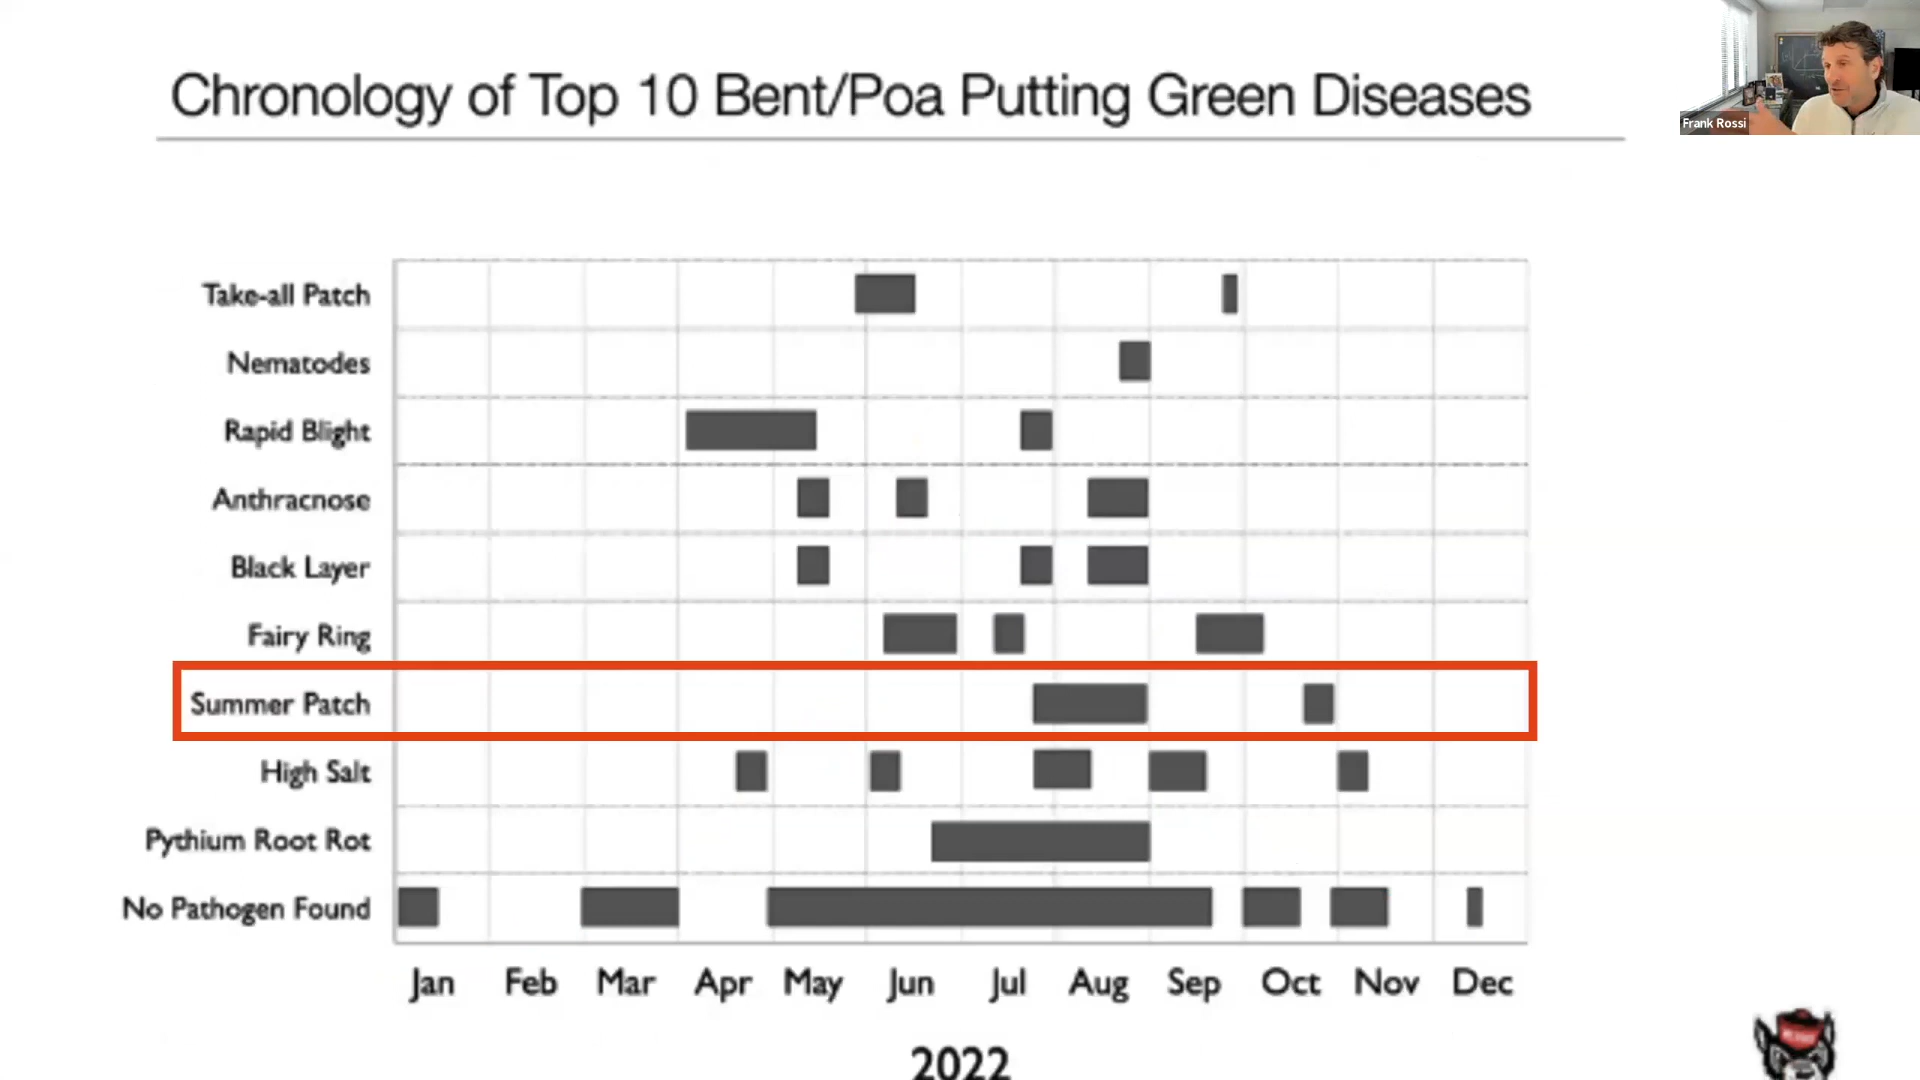 Chronology of Top 10 Bent/Poa Putting Green Diseases
Frank Rossi
Take-all Patch
Nematodes
Rapid Blight
Anthracnose
Black Layer
Fairy Ring
Summer Patch
High Salt
Pythium Root Rot
No Pathogen Found
Jan Feb Mar Apr May Jun Jul Aug Sep Oct Nov Dec
2022